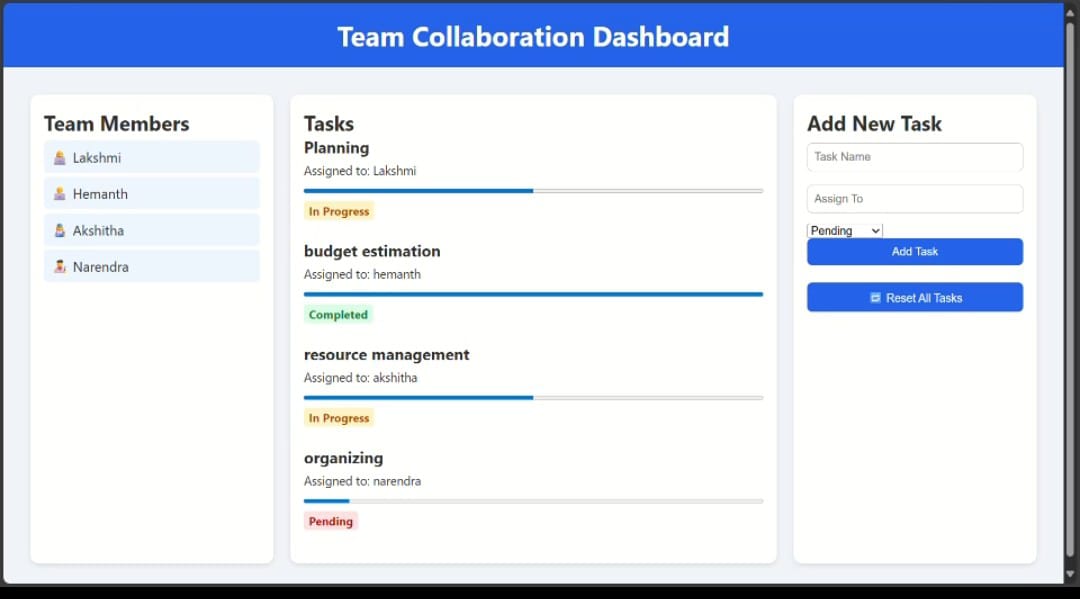 Team Collaboration Dashboard
Team Members
Lakshmi
Hemanth
Akshitha
Narendra
Tasks
Planning
Assigned to: Lakshmi
In Progress
budget estimation
Assigned to: hemanth
Completed
resource management
Assigned to: akshitha
In Progress
organizing
Assigned to: narendra
Pending
Add New Task
Task Name
Assign To
Pending
Add Task
Reset All Tasks